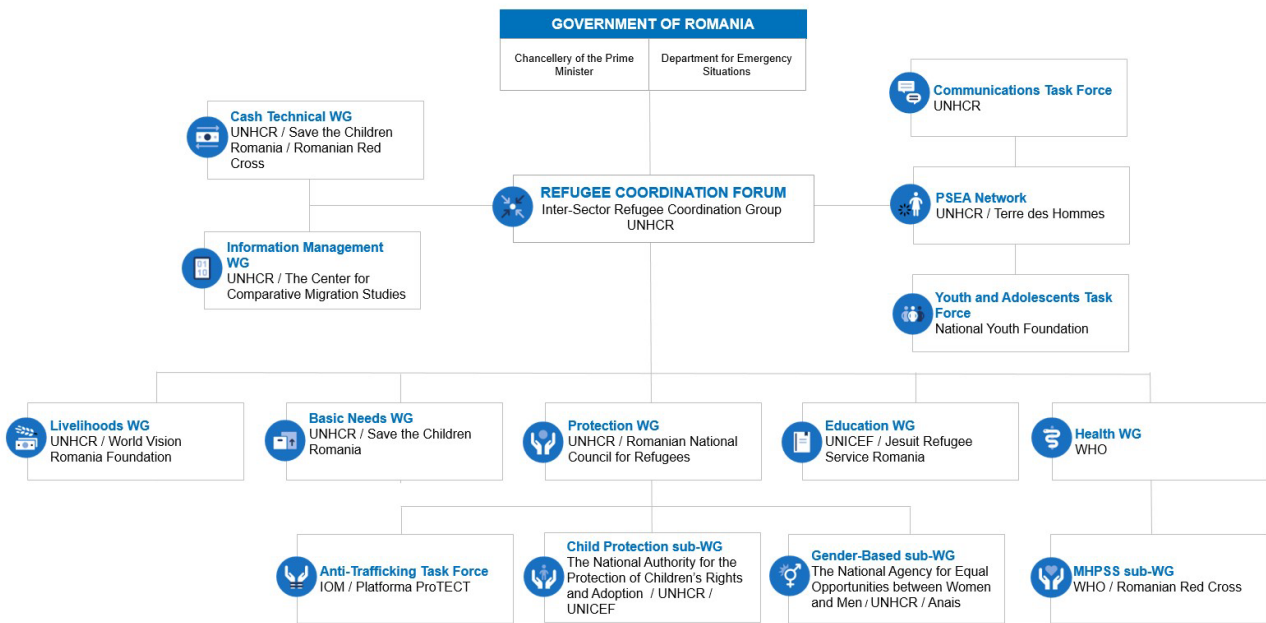 GOVERNMENT OF ROMANIA
Chancellery of the Prime
Minister
Department for Emergency
Situations
Cash Technical WG
UNHCR / Save the Children
Romania / Romanian Red
Cross
Communications Task Force
UNHCR
REFUGEE COORDINATION FORUM
Inter-Sector Refugee Coordination Group
UNHCR
PSEA Network
UNHCR / Terre des Hommes
Information Management
WG
UNHCR / The Center for
Comparative Migration Studies
01
10
Youth and Adolescents Task
Force
National Youth Foundation
Livelihoods WG
UNHCR / World Vision
Romania Foundation
Basic Needs WG
UNHCR / Save the Children
Romania
Protection WG
UNHCR / Romanian National
Council for Refugees
Education WG
UNICEF / Jesuit Refugee
Service Romania
Health WG
WHO
Anti-Trafficking Task Force
IOM / Platforma ProTECT
Child Protection sub-WG
The National Authority for the
Protection of Children's Rights
and Adoption / UNHCR /
UNICEF
Gender-Based sub-WG
The National Agency for Equal
Opportunities between Women
and Men / UNHCR / Anais
MHPSS sub-WG
WHO / Romanian Red Cross